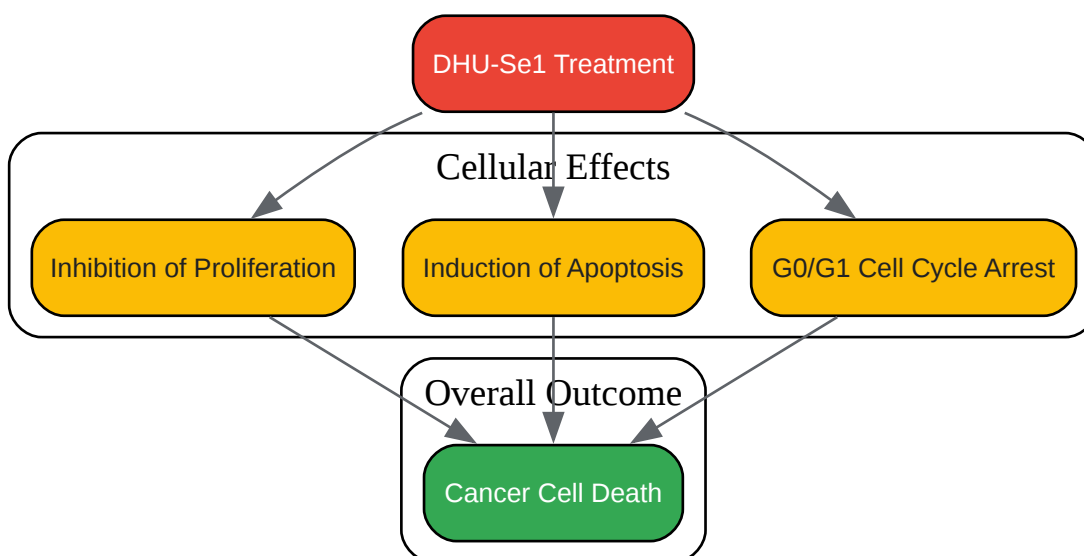 DHU-Se1 Treatment
Cellular Effects
Inhibition of Proliferation
Induction of Apoptosis
G0/G1 Cell Cycle Arrest
Overall Outcome
Cancer Cell Death